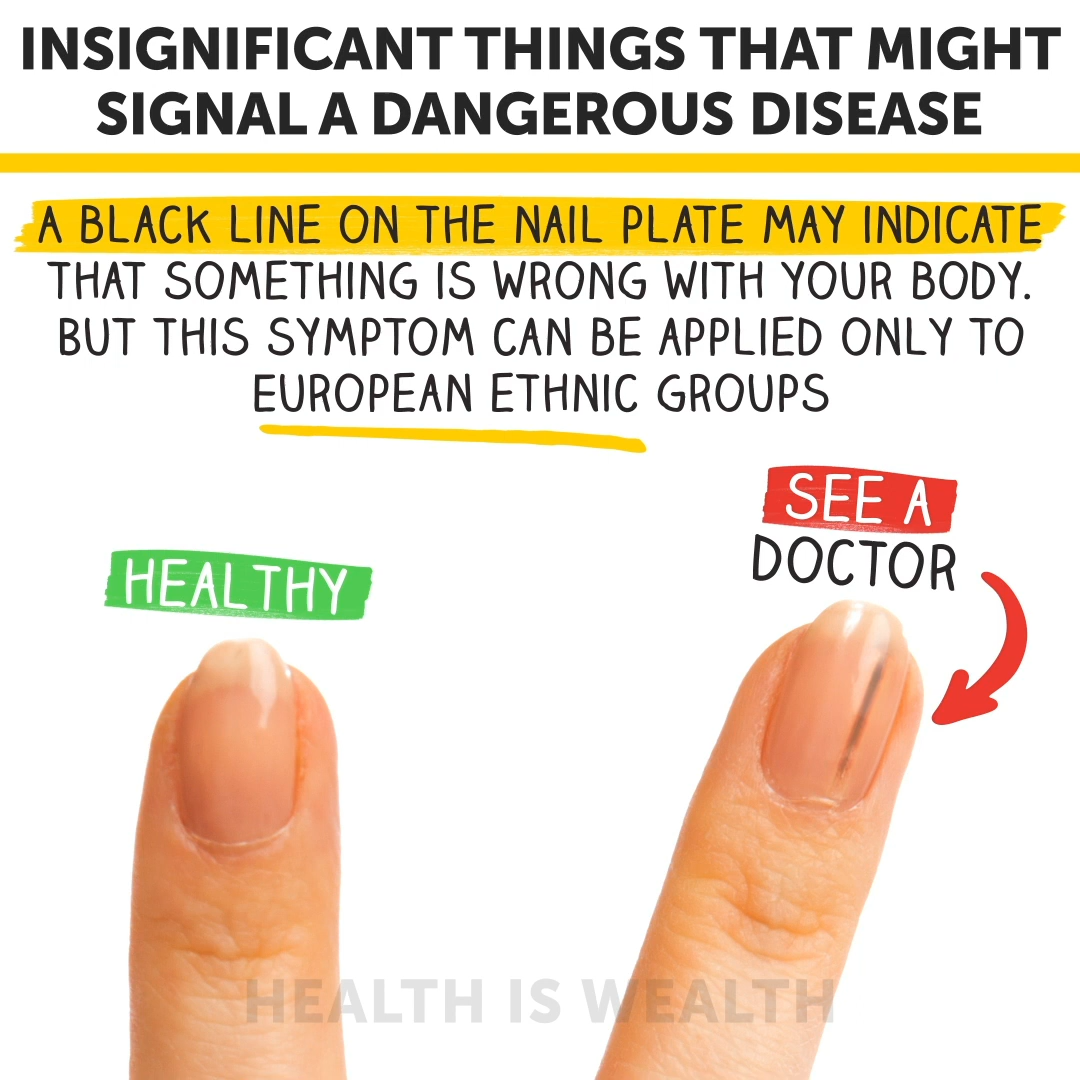 INSIGNIFICANT THINGS THAT MIGHT
SIGNAL A DANGEROUS DISEASE
A BLACK LINE ON THE NAIL PLATE MAY INDICATE
THAT SOMETHING IS WRONG WITH YOUR BODY.
BUT THIS SYMPTOM CAN BE APPLIED ONLY TO
EUROPEAN ETHNIC GROUPS
SEE A
DOCTOR
HEALTHY
HEALTH IS WEALTH